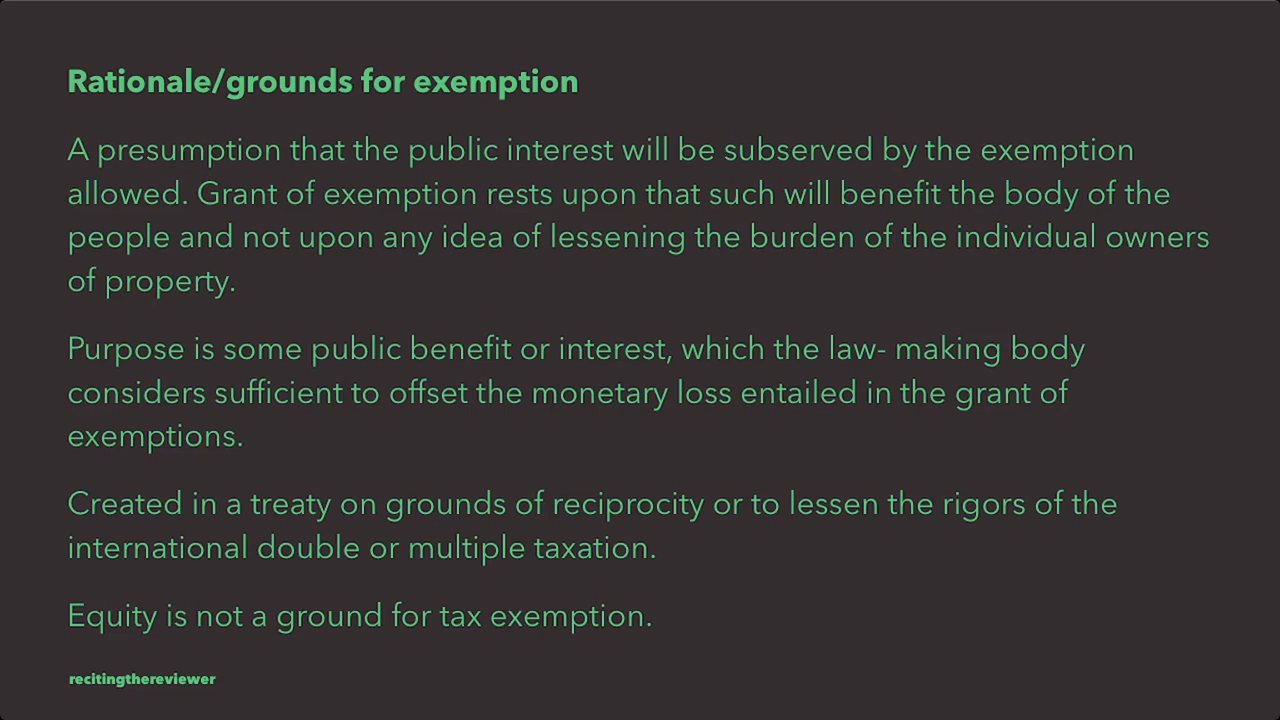 Rationale/grounds for exemption
A presumption that the public interest will be subserved by the exemption
allowed. Grant of exemption rests upon that such will benefit the body of the
people and not upon any idea of lessening the burden of the individual owners
of property.
Purpose is some public benefit or interest, which the law- making body
considers sufficient to offset the monetary loss entailed in the grant of
exemptions.
Created in a treaty on grounds of reciprocity or to lessen the rigors of the
international double or multiple taxation.
Equity is not a ground for tax exemption.
recitingthereviewer